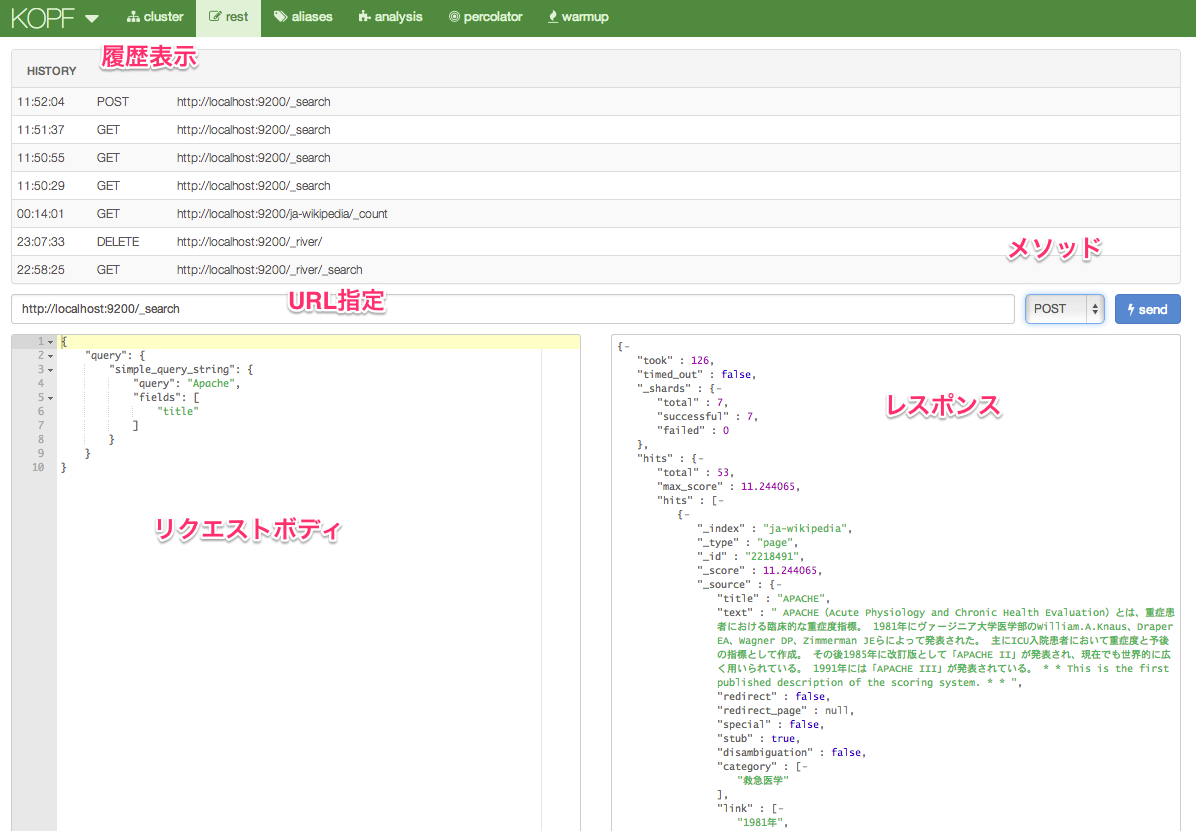 KOPF cluster rest aliases analysis percolator warmup
履歴表示
HISTORY
11:52:04 POST http://localhost:9200/_search
11:51:37 GET http://localhost:9200/_search
11:50:55 GET http://localhost:9200/_search
11:50:29 GET http://localhost:9200/_search
00:14:01 GET http://localhost:9200/ja-wikipedia/_count
23:07:33 DELETE http://localhost:9200/_river/
22:58:25 GET http://localhost:9200/_river/_search
メソッド
URL指定
http://localhost:9200/_search POST send
1 {
2 "query": {
3 "simple_query_string": {
4 "query": "Apache",
5 "fields": [
6 "title"
7 ]
8 }
9 }
10 }
リクエストボディ
レスポンス
{-
"took" : 126,
"timed_out" : false,
"_shards" : {-
"total" : 7,
"successful" : 7,
"failed" : 0
},
"hits" : {-
"total" : 53,
"max_score" : 11.244065,
"hits" : [-
{-
"_index" : "ja-wikipedia",
"_type" : "page",
"_id" : "2218491",
"_score" : 11.244065,
"_source" : {-
"title" : "APACHE",
"text" : " APACHE（Acute Physiology and Chronic Health Evaluation）とは、重症患
者における臨床的な重症度指標。 1981年にヴァージニア大学医学部のWilliam.A.Knaus、Draper
EA、Wagner DP、Zimmerman JEらによって発表された。 主にICU入院患者において重症度と予後
の指標として作成。 その後1985年に改訂版として「APACHE II」が発表され、現在でも世界的に広
く用いられている。 1991年には「APACHE III」が発表されている。 * * This is the first
published description of the scoring system. * * ",
"redirect" : false,
"redirect_page" : null,
"special" : false,
"stub" : true,
"disambiguation" : false,
"category" : [-
"救急医学"
],
"link" : [-
"1981年",